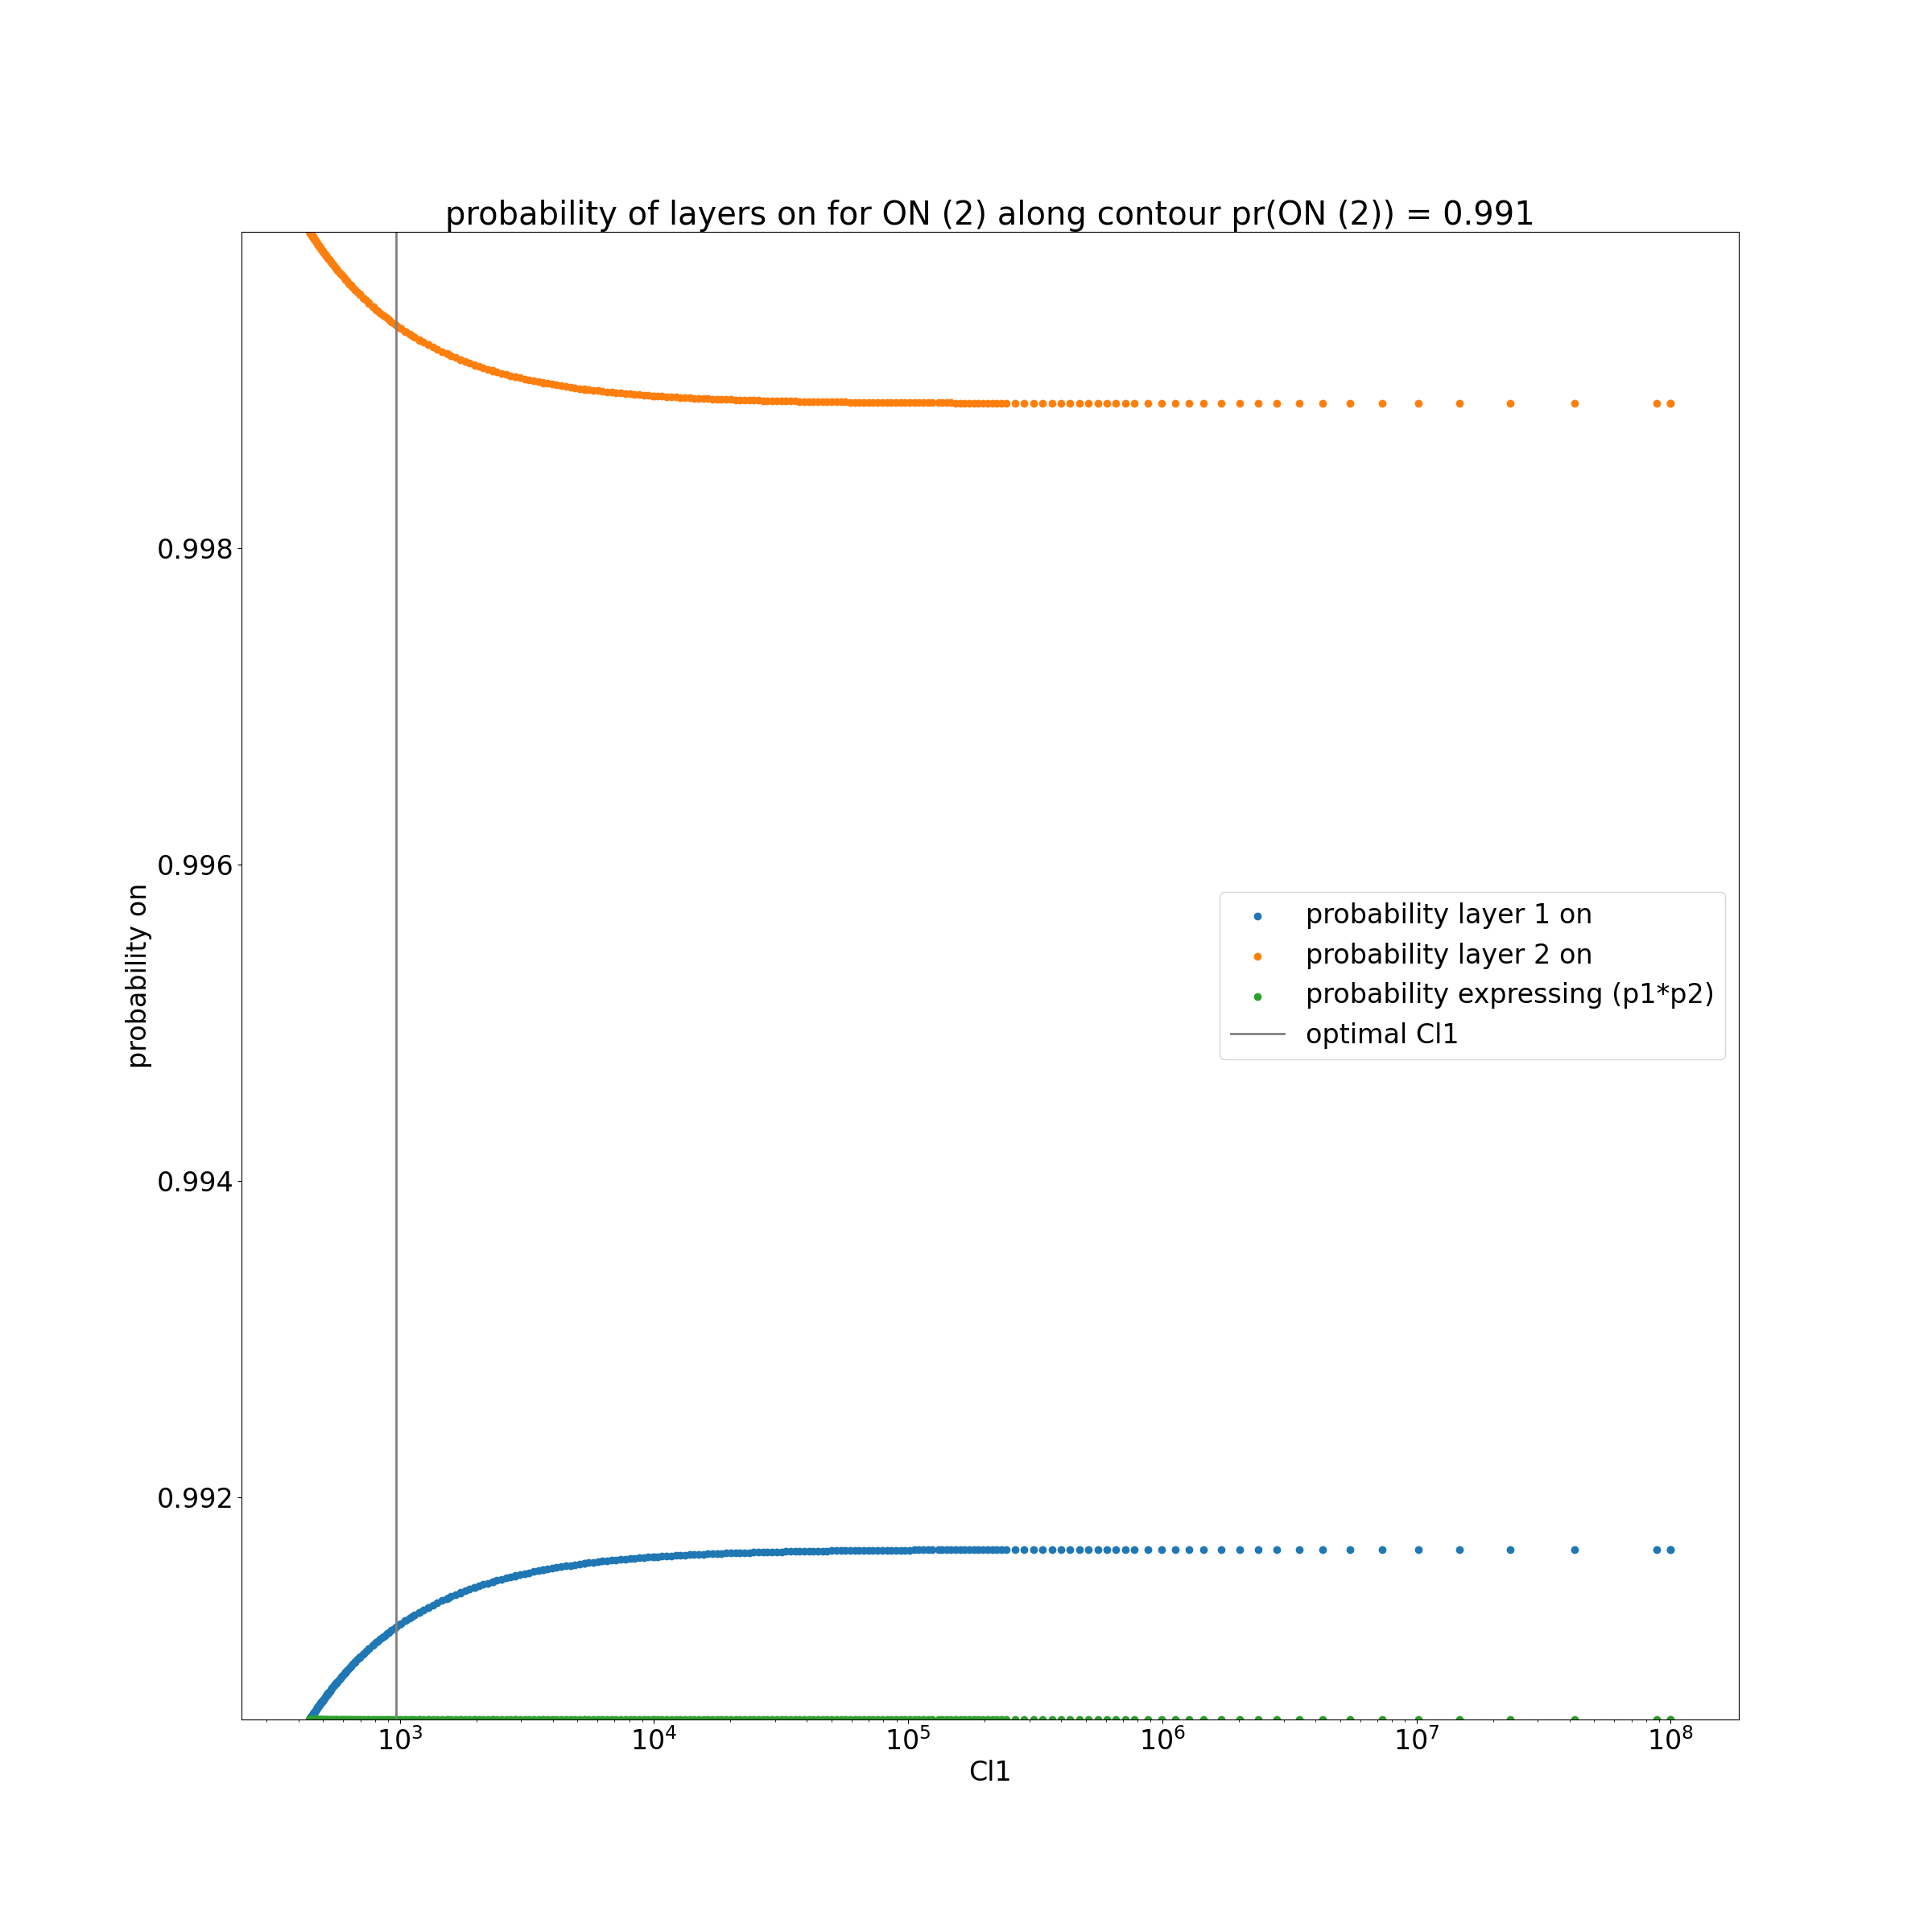 probability of layers on for ON (2) along contour pr(ON (2)) = 0.991
probability on
0.998
0.996
0.994
0.992
probability layer 1 on
probability layer 2 on
probability expressing (p1*p2)
optimal Cl1
10³ 10⁴ 10⁵ 10⁶ 10⁷ 10⁸
Cl1